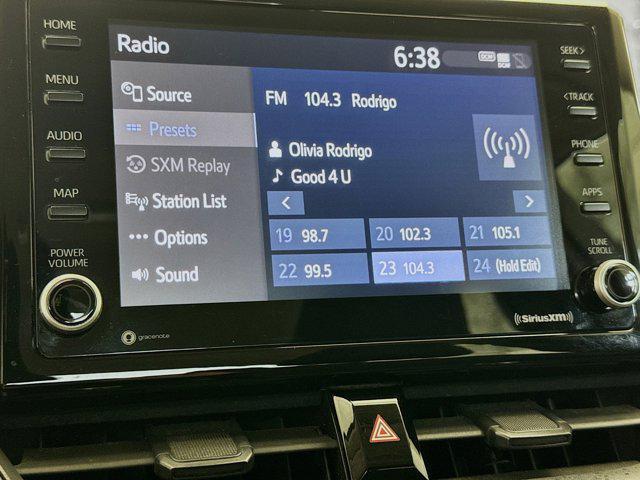 HOME
MENU
AUDIO
MAP
POWER
VOLUME
Radio
6:38
DCM
Source
Presets
SXM Replay
Station List
Options
Sound
FM 104.3 Rodrigo
Olivia Rodrigo
Good 4 U
< >
19 98.7 20 102.3 21 105.1
22 99.5 23 104.3 24 (Hold Edit)
SEEK >
< TRACK
PHONE
APPS
TUNE
SCROLL
gracenote
((SiriusXM))